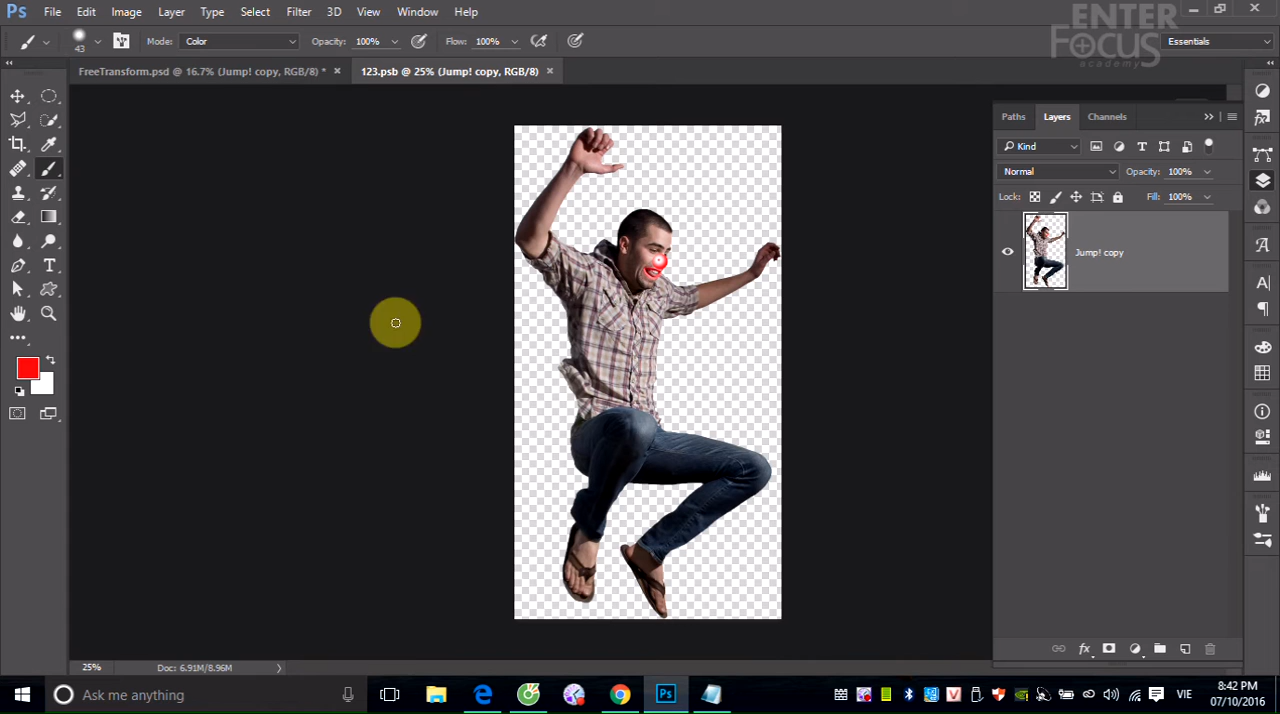 Ps File Edit Image Layer Type Select Filter 3D View Window Help
ENTER
FOCUS
academy
43 Mode: Color Opacity: 100% Flow: 100% Essentials
FreeTransform.psd @ 16.7% (Jump! copy, RGB/8) * × 123.psb @ 25% (Jump! copy, RGB/8) ×
Paths Layers Channels
Kind
Normal Opacity: 100%
Lock: Fill: 100%
Jump! copy
25% Doc: 6.91M/8.96M
Ask me anything
Ps
VIE
8:42 PM
07/10/2016